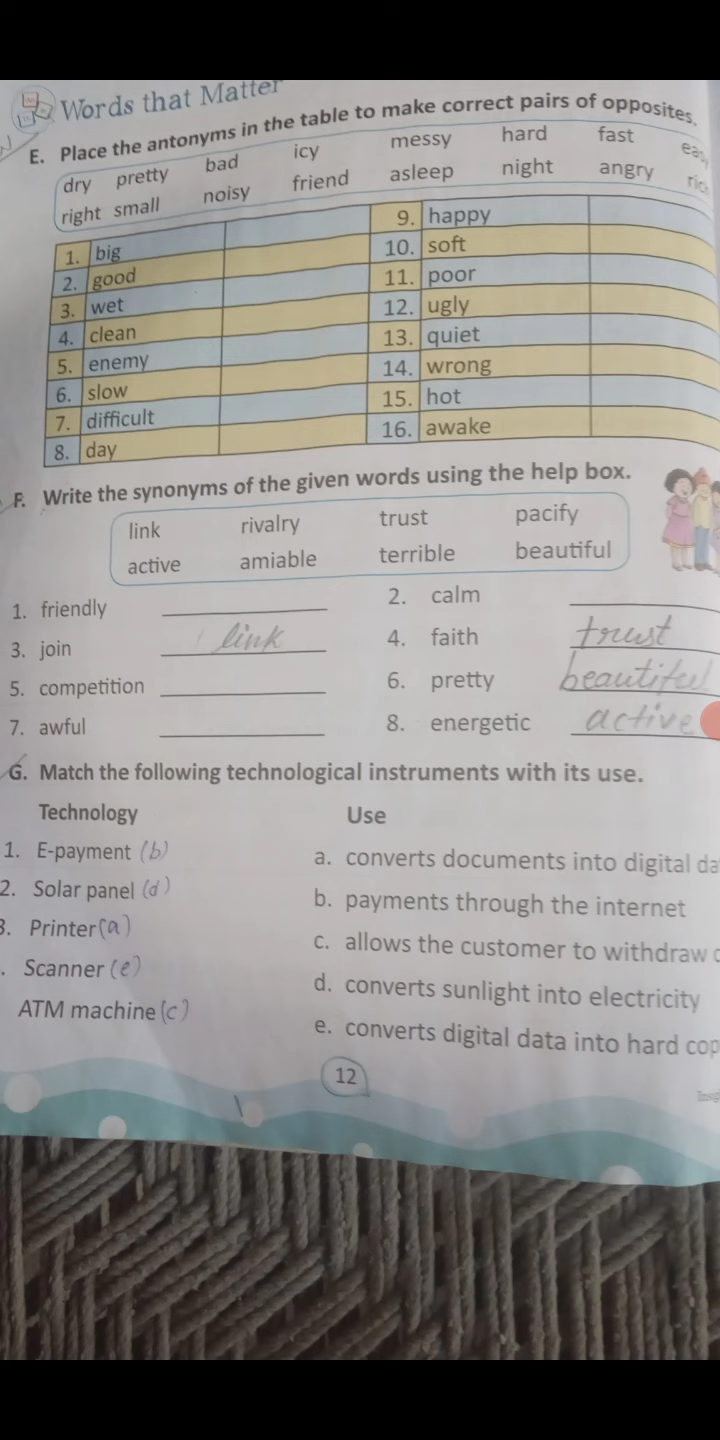 Words that Matter
E. Place the antonyms in the table to make correct pairs of opposites.
dry pretty bad icy messy hard fast easy
right small noisy friend asleep night angry rich
1. big 9. happy
2. good 10. soft
3. wet 11. poor
4. clean 12. ugly
5. enemy 13. quiet
6. slow 14. wrong
7. difficult 15. hot
8. day 16. awake
F. Write the synonyms of the given words using the help box.
link rivalry trust pacify
active amiable terrible beautiful
1. friendly 2. calm
3. join link 4. faith trust
5. competition 6. pretty beautiful
7. awful 8. energetic active
G. Match the following technological instruments with its use.
Technology Use
1. E-payment (b) a. converts documents into digital da
2. Solar panel (d) b. payments through the internet
3. Printer (a) c. allows the customer to withdraw
. Scanner (e) d. converts sunlight into electricity
ATM machine (c) e. converts digital data into hard cop
12